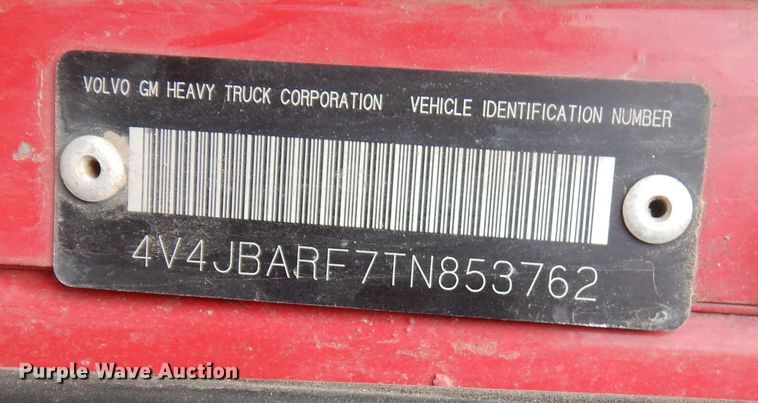 VOLVO GM HEAVY TRUCK CORPORATION VEHICLE IDENTIFICATION NUMBER
4V4JBARF7TN853762
Purple Wave Auction